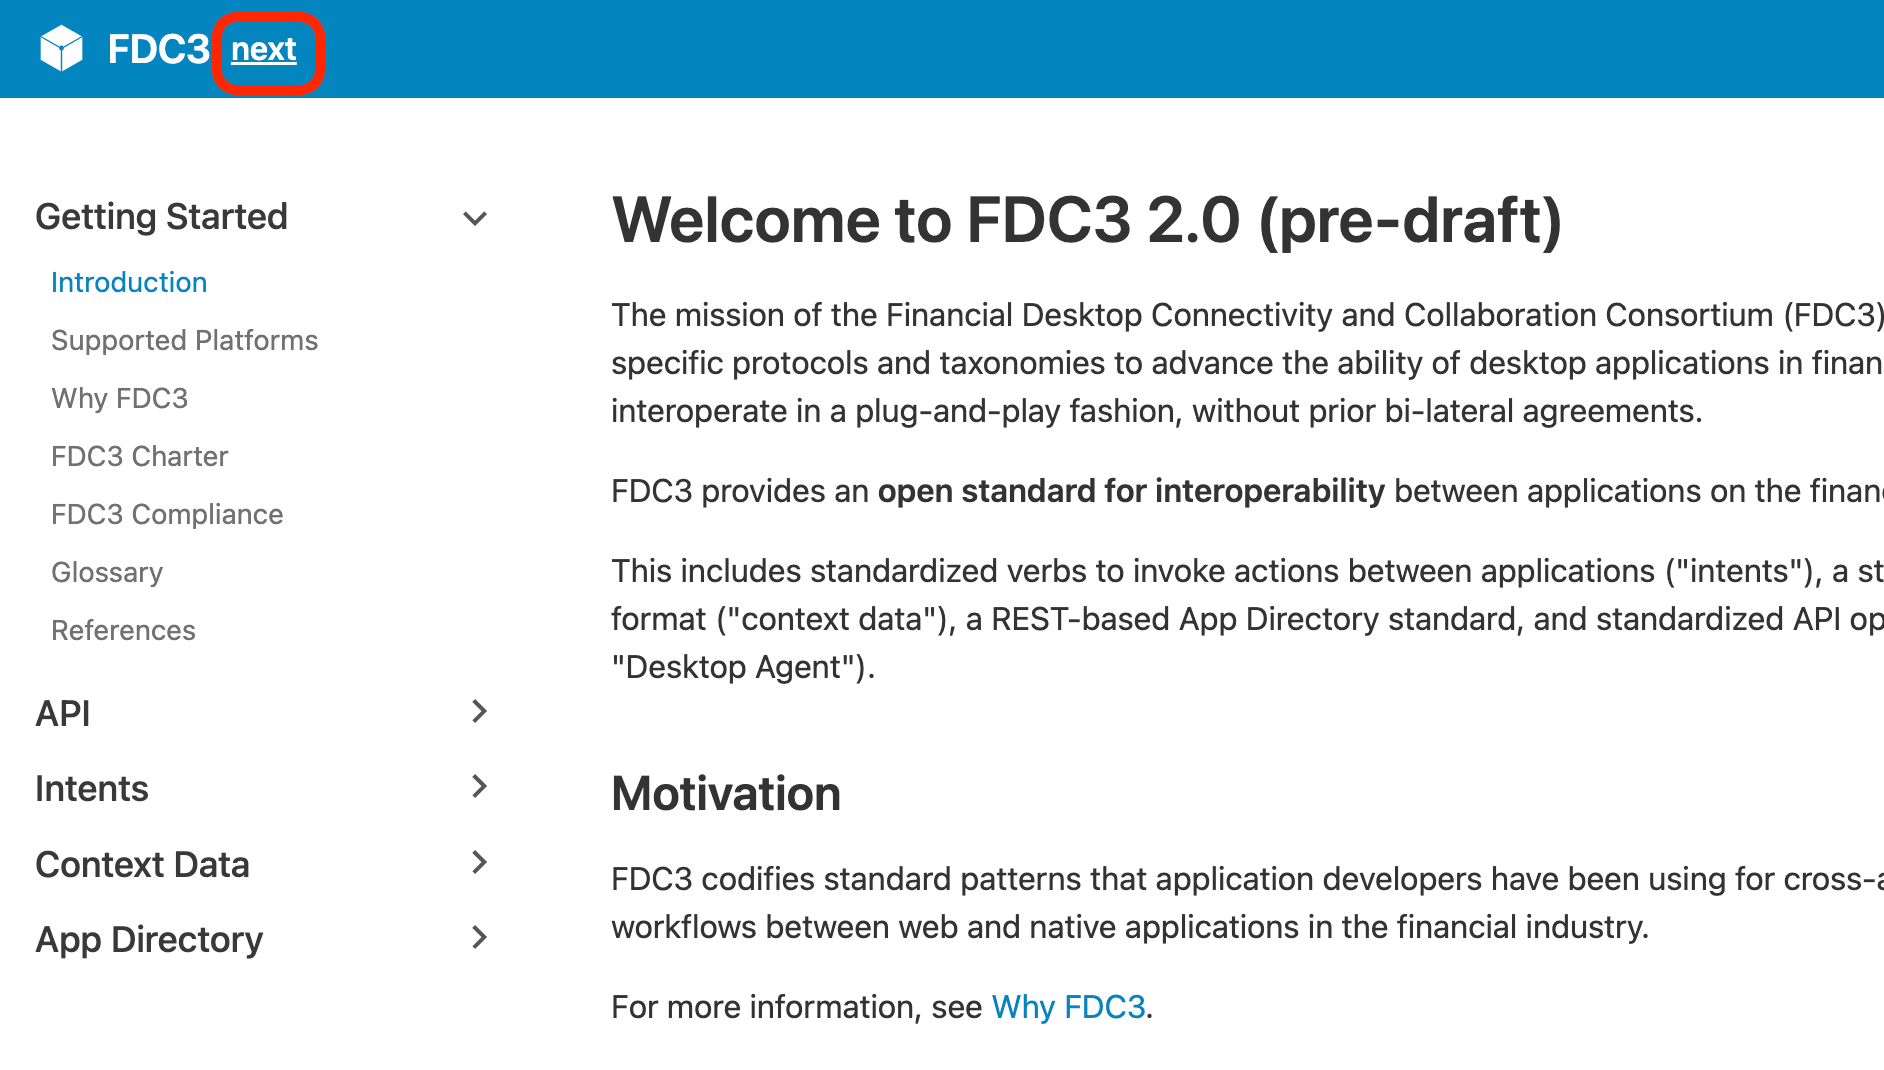 FDC3 next
Getting Started
Introduction
Supported Platforms
Why FDC3
FDC3 Charter
FDC3 Compliance
Glossary
References
API
Intents
Context Data
App Directory
Welcome to FDC3 2.0 (pre-draft)
The mission of the Financial Desktop Connectivity and Collaboration Consortium (FDC3)
specific protocols and taxonomies to advance the ability of desktop applications in finan
interoperate in a plug-and-play fashion, without prior bi-lateral agreements.
FDC3 provides an open standard for interoperability between applications on the financ
This includes standardized verbs to invoke actions between applications ("intents"), a st
format ("context data"), a REST-based App Directory standard, and standardized API op
"Desktop Agent").
Motivation
FDC3 codifies standard patterns that application developers have been using for cross-a
workflows between web and native applications in the financial industry.
For more information, see Why FDC3.